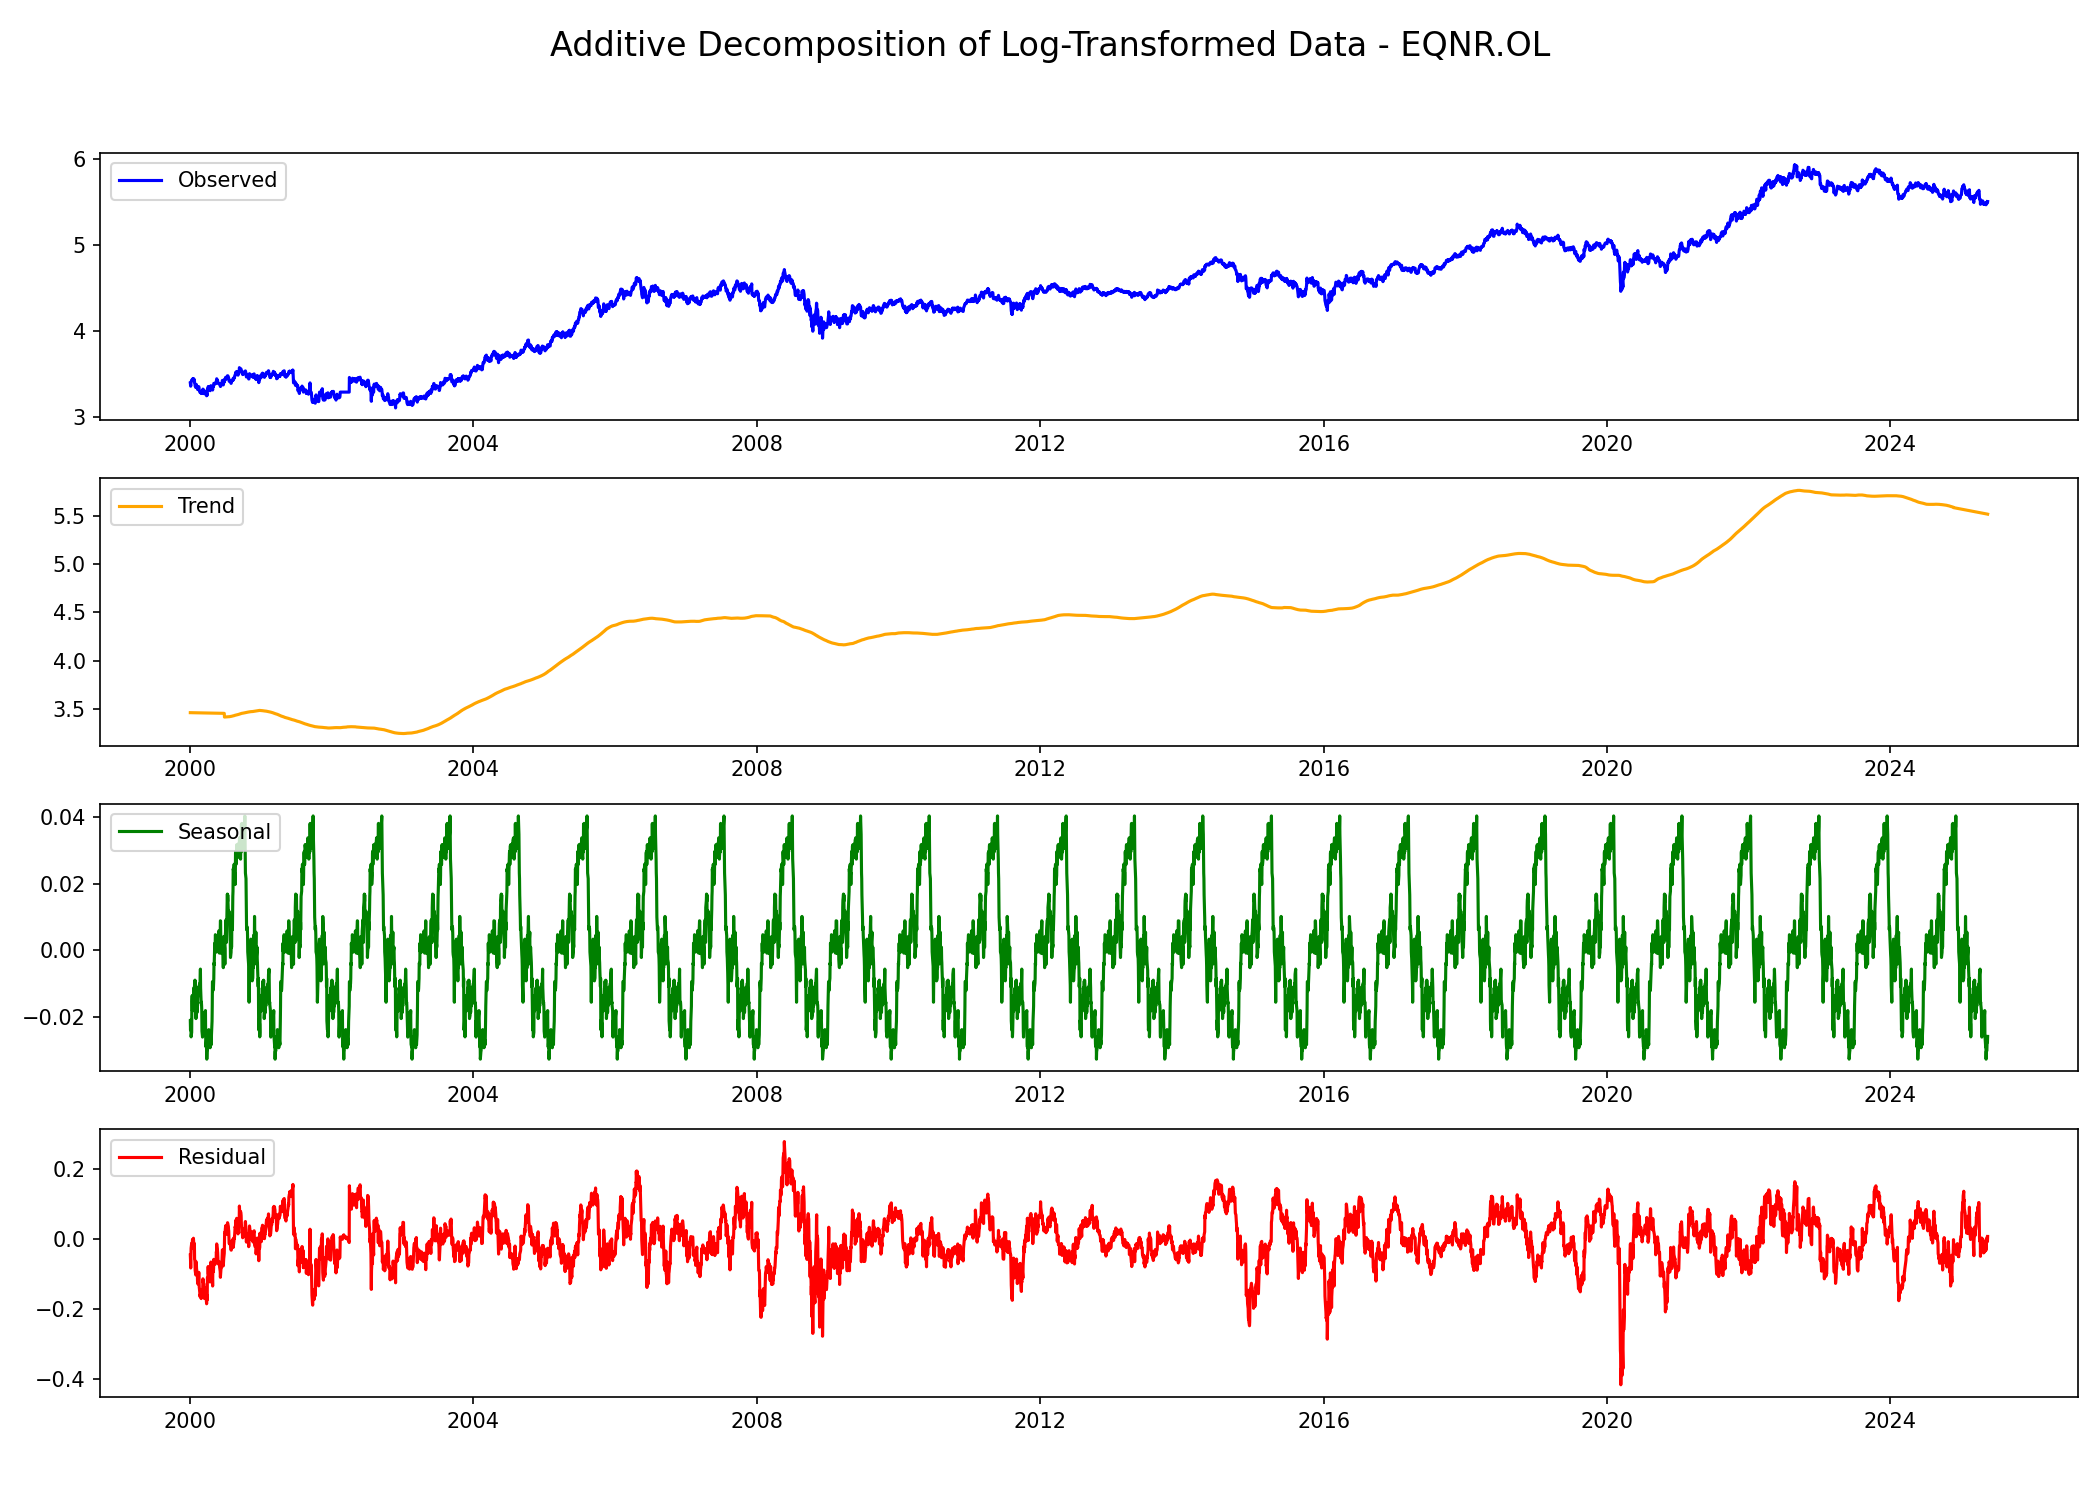 Additive Decomposition of Log-Transformed Data - EQNR.OL
6
Observed
5
4
3
2000 2004 2008 2012 2016 2020 2024
Trend
5.5
5.0
4.5
4.0
3.5
2000 2004 2008 2012 2016 2020 2024
0.04
Seasonal
0.02
0.00
−0.02
2000 2004 2008 2012 2016 2020 2024
Residual
0.2
0.0
−0.2
−0.4
2000 2004 2008 2012 2016 2020 2024